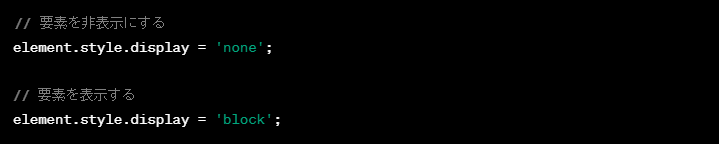 // 要素を非表示にする
element.style.display = 'none';
// 要素を表示する
element.style.display = 'block';